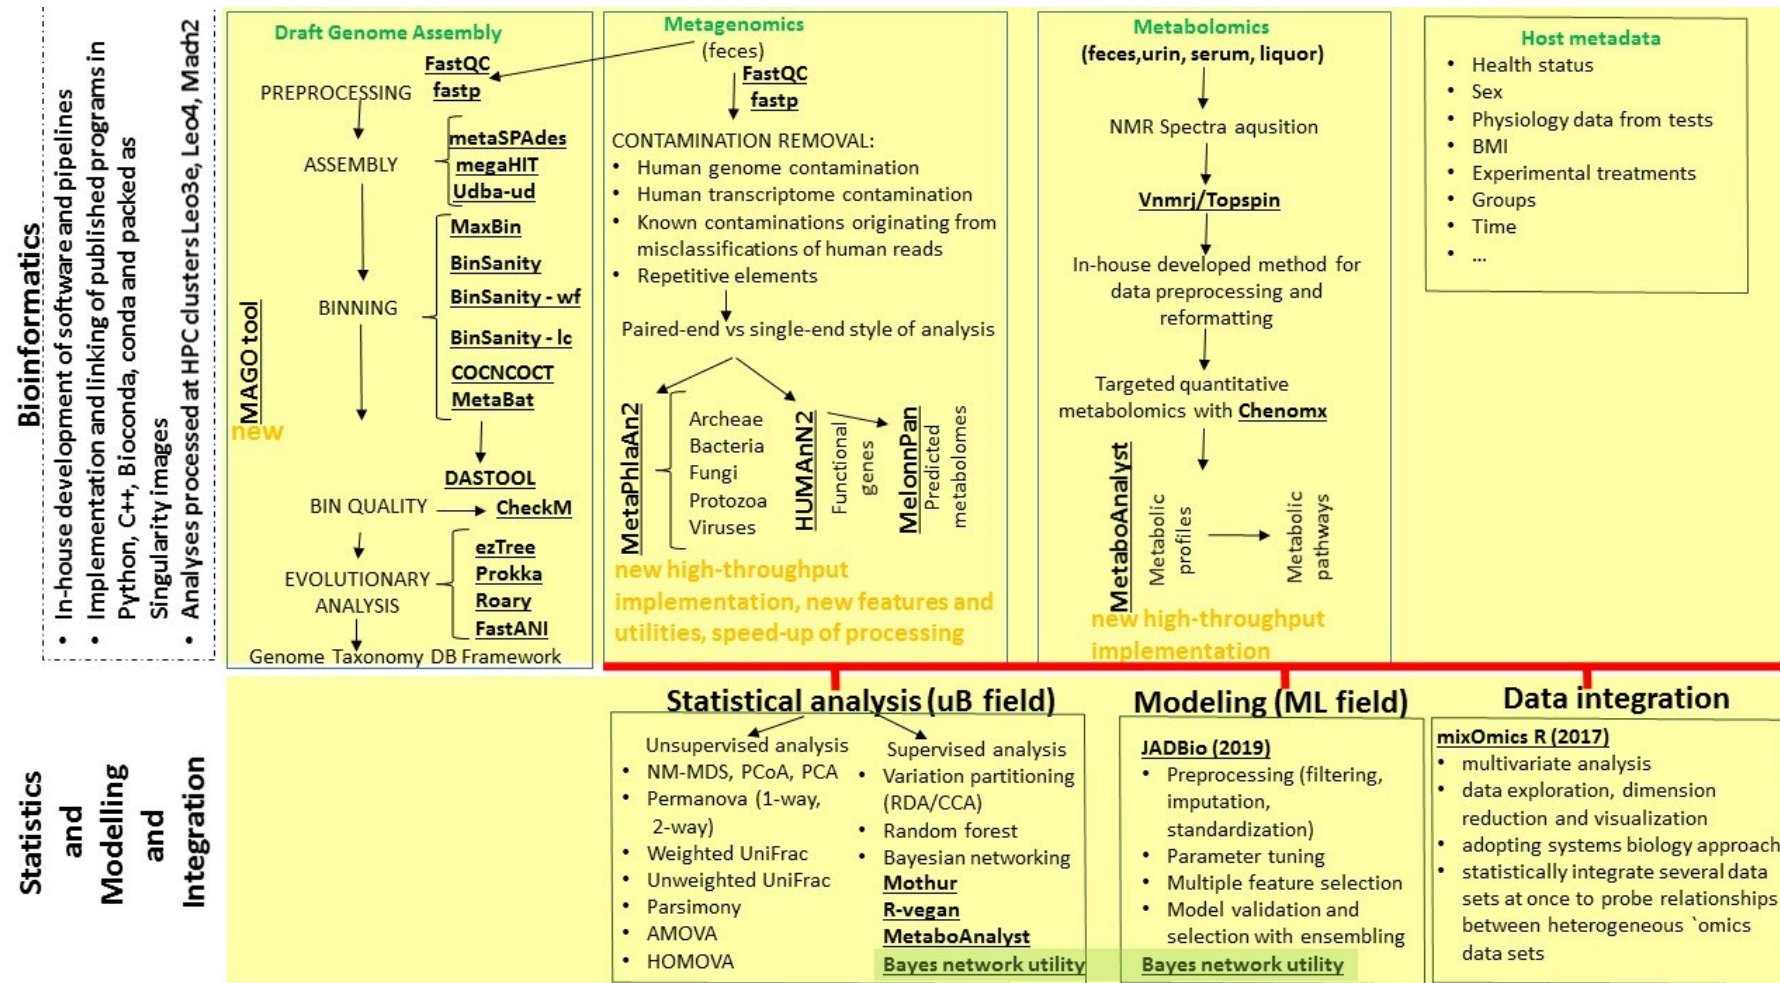 Bioinformatics
• In-house development of software and pipelines
• Implementation and linking of published programs in
Python, C++, Bioconda, conda and packed as
Singularity images
• Analyses processed at HPC clusters Leo3e, Leo4, Mach2
Draft Genome Assembly
FastQC
fastp
PREPROCESSING
ASSEMBLY
metaSPAdes
megaHIT
Udba-ud
BINNING
MaxBin
BinSanity
BinSanity - wf
BinSanity - lc
COCNCOCT
MetaBat
MAGO tool
new
DASTOOL
BIN QUALITY
CheckM
EVOLUTIONARY
ANALYSIS
ezTree
Prokka
Roary
FastANI
Genome Taxonomy DB Framework
Metagenomics
(feces)
FastQC
fastp
CONTAMINATION REMOVAL:
• Human genome contamination
• Human transcriptome contamination
• Known contaminations originating from
misclassifications of human reads
• Repetitive elements
Paired-end vs single-end style of analysis
MetaPhlaAn2
Archeae
Bacteria
Fungi
Protozoa
Viruses
HUMAnN2
Functional
genes
MelonnPan
Predicted
metabolomes
new high-throughput
implementation, new features and
utilities, speed-up of processing
Metabolomics
(feces,urin, serum, liquor)
NMR Spectra aqusition
Vnmrj/Topspin
In-house developed method for
data preprocessing and
reformatting
Targeted quantitative
metabolomics with Chenomx
MetaboAnalyst
Metabolic
profiles
Metabolic
pathways
new high-throughput
implementation
Host metadata
• Health status
• Sex
• Physiology data from tests
• BMI
• Experimental treatments
• Groups
• Time
• ...
Statistics
and
Modelling
and
Integration
Statistical analysis (uB field)
Unsupervised analysis
• NM-MDS, PCoA, PCA
• Permanova (1-way,
2-way)
• Weighted UniFrac
• Unweighted UniFrac
• Parsimony
• AMOVA
• HOMOVA
Supervised analysis
• Variation partitioning
(RDA/CCA)
• Random forest
• Bayesian networking
Mothur
R-vegan
MetaboAnalyst
Bayes network utility
Modeling (ML field)
JADBio (2019)
• Preprocessing (filtering,
imputation,
standardization)
• Parameter tuning
• Multiple feature selection
• Model validation and
selection with ensembling
Bayes network utility
Data integration
mixOmics R (2017)
• multivariate analysis
• data exploration, dimension
reduction and visualization
• adopting systems biology approach
• statistically integrate several data
sets at once to probe relationships
between heterogeneous `omics
data sets